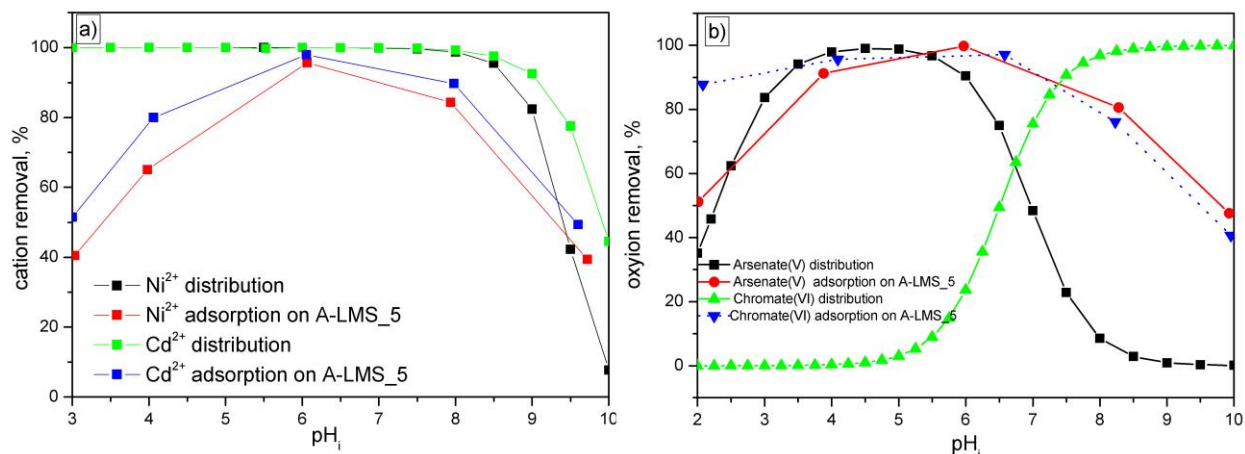 a)
100
80
60
40
20
0
cation removal, %
Ni²⁺ distribution
Ni²⁺ adsorption on A-LMS_5
Cd²⁺ distribution
Cd²⁺ adsorption on A-LMS_5
3 4 5 6 7 8 9 10
pHᵢ
b)
100
80
60
40
20
0
oxyion removal, %
Arsenate(V) distribution
Arsenate(V) adsorption on A-LMS_5
Chromate(VI) distribution
Chromate(VI) adsorption on A-LMS_5
2 3 4 5 6 7 8 9 10
pHᵢ